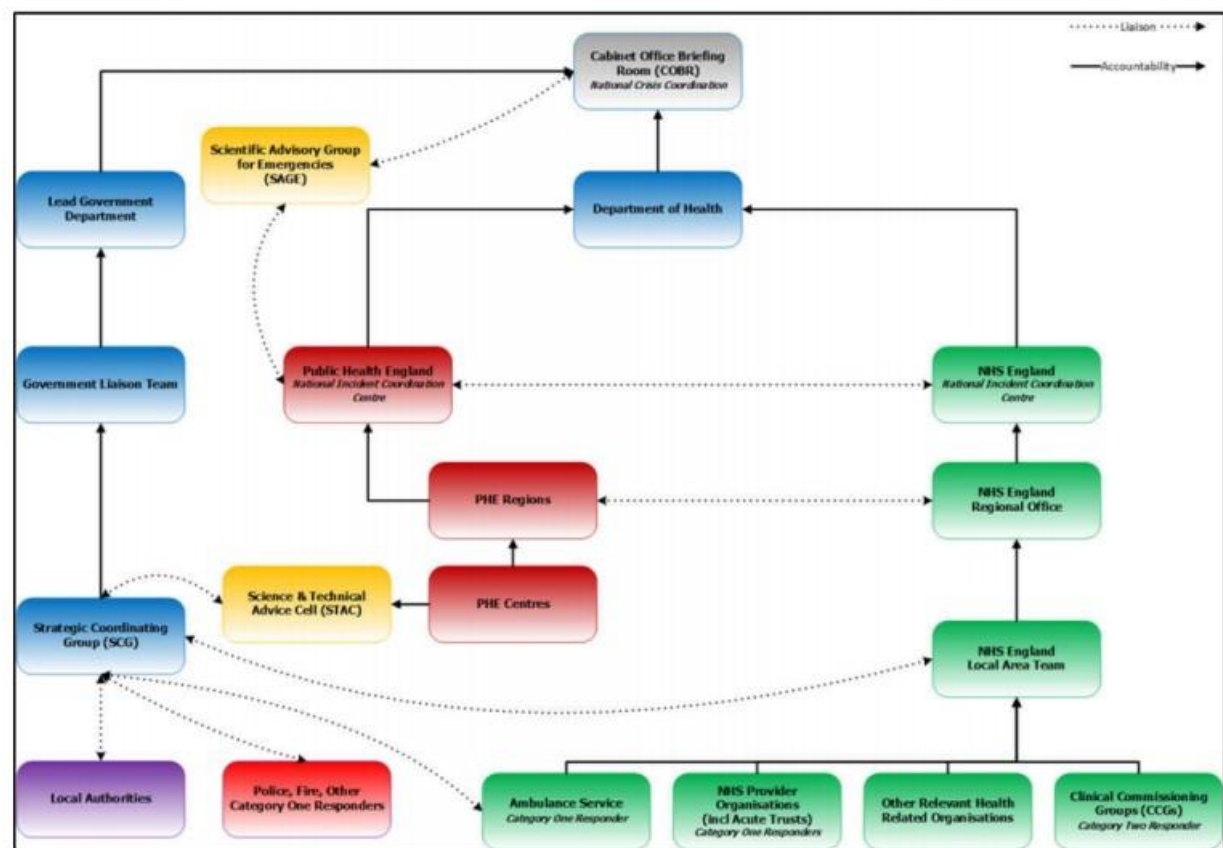 Liaison
Accountability
Cabinet Office Briefing
Room (COBR)
National Crisis Coordination
Scientific Advisory Group
for Emergencies
(SAGE)
Lead Government
Department
Department of Health
Government Liaison Team
Public Health England
National Incident Coordination
Centre
NHS England
National Incident Coordination
Centre
PHE Regions
NHS England
Regional Office
Science & Technical
Advice Cell (STAC)
PHE Centres
Strategic Coordinating
Group (SCG)
NHS England
Local Area Team
Local Authorities
Police, Fire, Other
Category One Responders
Ambulance Service
Category One Responder
NHS Provider
Organisations
(incl Acute Trusts)
Category One Responders
Other Relevant Health
Related Organisations
Clinical Commissioning
Groups (CCGs)
Category Two Responder